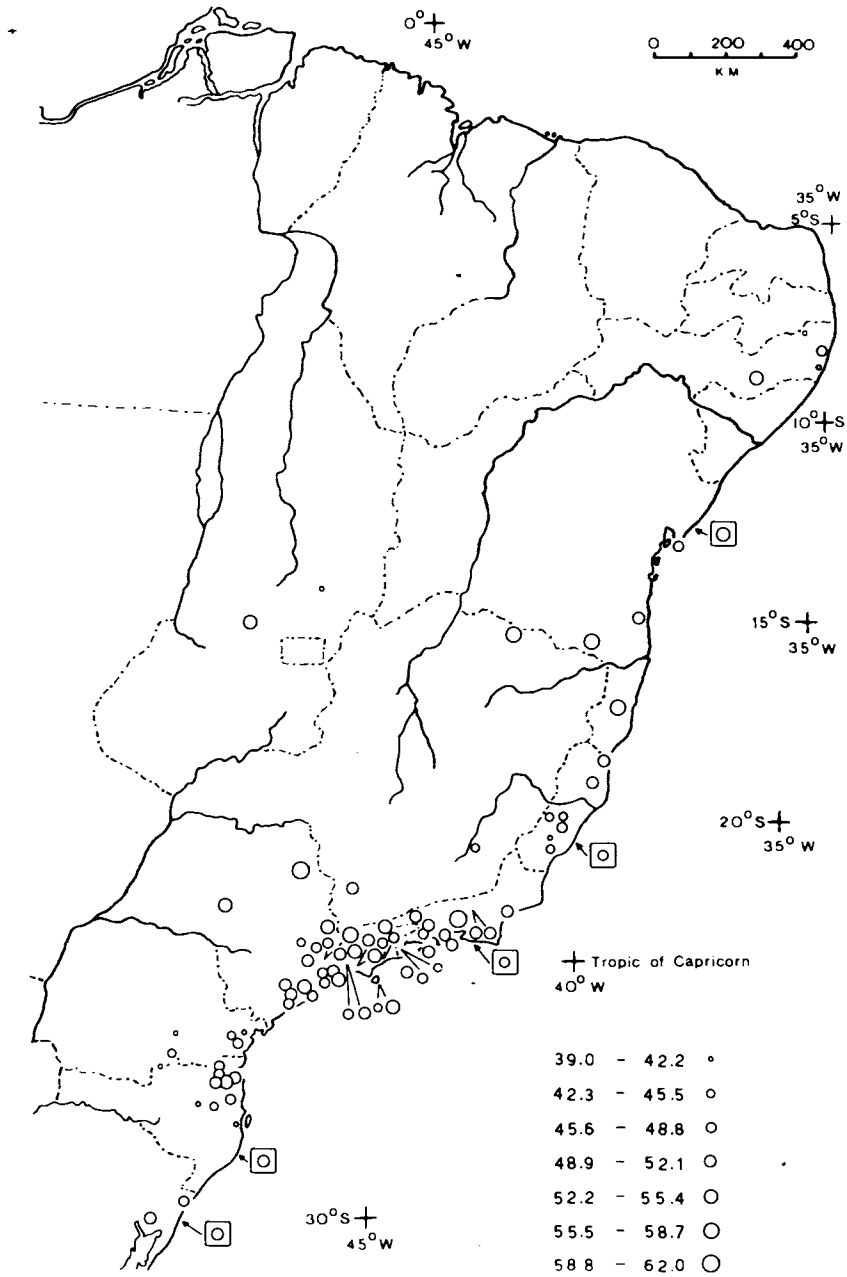 0°
45°W
0 200 400
KM
35°W
5°S
10°S
35°W
15°S
35°W
20°S
35°W
Tropic of Capricorn
40°W
39.0 - 42.2
42.3 - 45.5
45.6 - 48.8
48.9 - 52.1
52.2 - 55.4
55.5 - 58.7
58.8 - 62.0
30°S
45°W